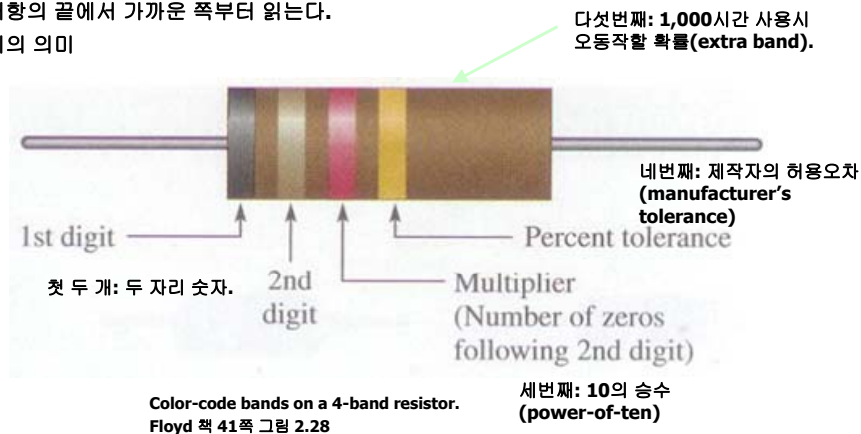 저항의 끝에서 가까운 쪽부터 읽는다.
의 의미
다섯번째: 1,000시간 사용시
오동작할 확률(extra band).
네번째: 제작자의 허용오차
(manufacturer's
tolerance)
1st digit
Percent tolerance
첫 두 개: 두 자리 숫자.
2nd
digit
Multiplier
(Number of zeros
following 2nd digit)
세번째: 10의 승수
(power-of-ten)
Color-code bands on a 4-band resistor.
Floyd 책 41쪽 그림 2.28